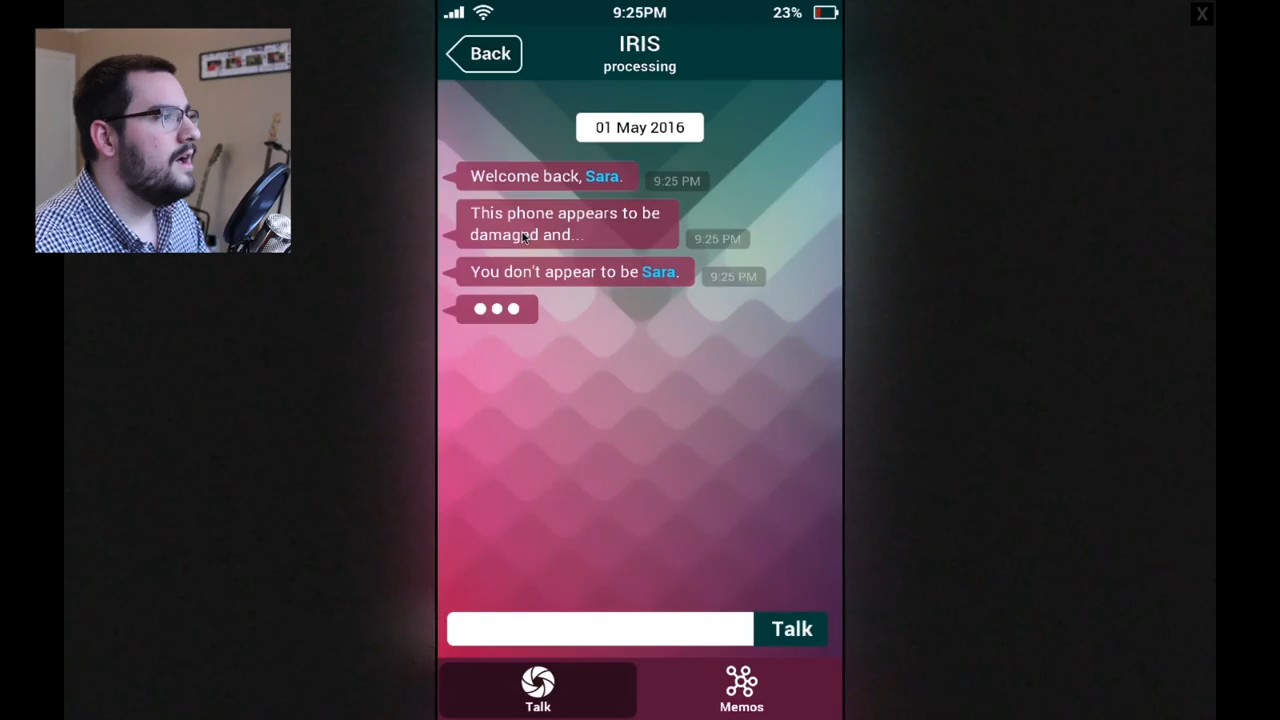 9:25PM
23%
X
Back
IRIS
processing
01 May 2016
Welcome back, Sara.
9:25 PM
This phone appears to be
damaged and...
9:25 PM
You don't appear to be Sara.
9:25 PM
Talk
Talk
Memos